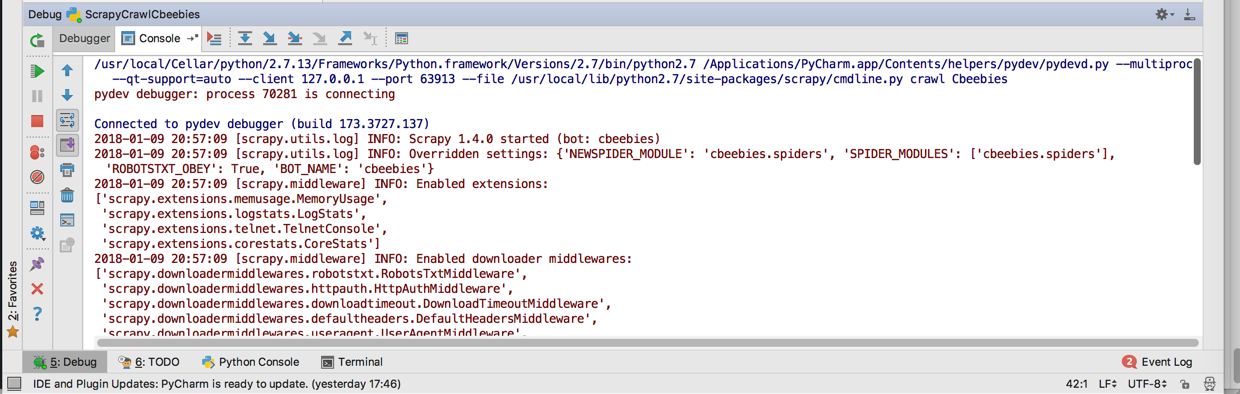 Debug ScrapyCrawlCbeebies
Debugger Console
/usr/local/Cellar/python/2.7.13/Frameworks/Python.framework/Versions/2.7/bin/python2.7 /Applications/PyCharm.app/Contents/helpers/pydev/pydevd.py --multiproc
--qt-support=auto --client 127.0.0.1 --port 63913 --file /usr/local/lib/python2.7/site-packages/scrapy/cmdline.py crawl Cbeebies
pydev debugger: process 70281 is connecting
Connected to pydev debugger (build 173.3727.137)
2018-01-09 20:57:09 [scrapy.utils.log] INFO: Scrapy 1.4.0 started (bot: cbeebies)
2018-01-09 20:57:09 [scrapy.utils.log] INFO: Overridden settings: {'NEWSPIDER_MODULE': 'cbeebies.spiders', 'SPIDER_MODULES': ['cbeebies.spiders'],
'ROBOTSTXT_OBEY': True, 'BOT_NAME': 'cbeebies'}
2018-01-09 20:57:09 [scrapy.middleware] INFO: Enabled extensions:
['scrapy.extensions.memusage.MemoryUsage',
'scrapy.extensions.logstats.LogStats',
'scrapy.extensions.telnet.TelnetConsole',
'scrapy.extensions.corestats.CoreStats']
2018-01-09 20:57:09 [scrapy.middleware] INFO: Enabled downloader middlewares:
['scrapy.downloadermiddlewares.robotstxt.RobotsTxtMiddleware',
'scrapy.downloadermiddlewares.httpauth.HttpAuthMiddleware',
'scrapy.downloadermiddlewares.downloadtimeout.DownloadTimeoutMiddleware',
'scrapy.downloadermiddlewares.defaultheaders.DefaultHeadersMiddleware',
'scrapy.downloadermiddlewares.useragent.UserAgentMiddleware',
2: Favorites
5: Debug 6: TODO Python Console Terminal 2 Event Log
IDE and Plugin Updates: PyCharm is ready to update. (yesterday 17:46) 42:1 LF UTF-8